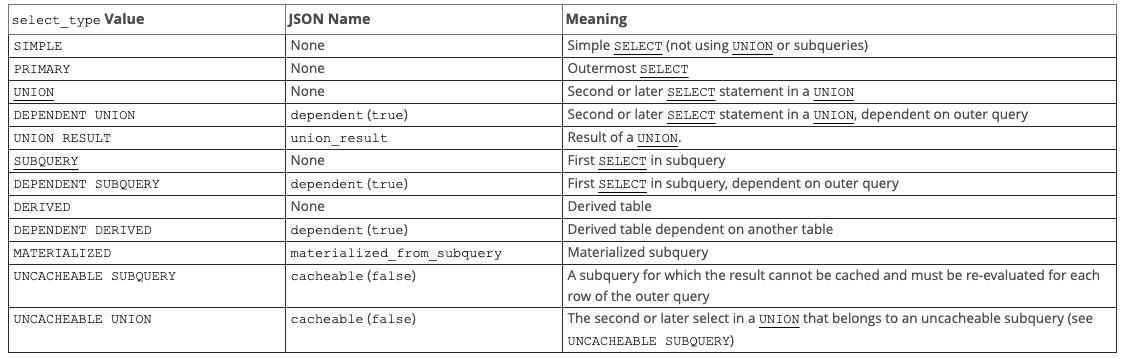 select_type Value JSON Name Meaning
SIMPLE None Simple SELECT (not using UNION or subqueries)
PRIMARY None Outermost SELECT
UNION None Second or later SELECT statement in a UNION
DEPENDENT UNION dependent (true) Second or later SELECT statement in a UNION, dependent on outer query
UNION RESULT union_result Result of a UNION.
SUBQUERY None First SELECT in subquery
DEPENDENT SUBQUERY dependent (true) First SELECT in subquery, dependent on outer query
DERIVED None Derived table
DEPENDENT DERIVED dependent (true) Derived table dependent on another table
MATERIALIZED materialized_from_subquery Materialized subquery
UNCACHEABLE SUBQUERY cacheable (false) A subquery for which the result cannot be cached and must be re-evaluated for each
row of the outer query
UNCACHEABLE UNION cacheable (false) The second or later select in a UNION that belongs to an uncacheable subquery (see
UNCACHEABLE SUBQUERY)